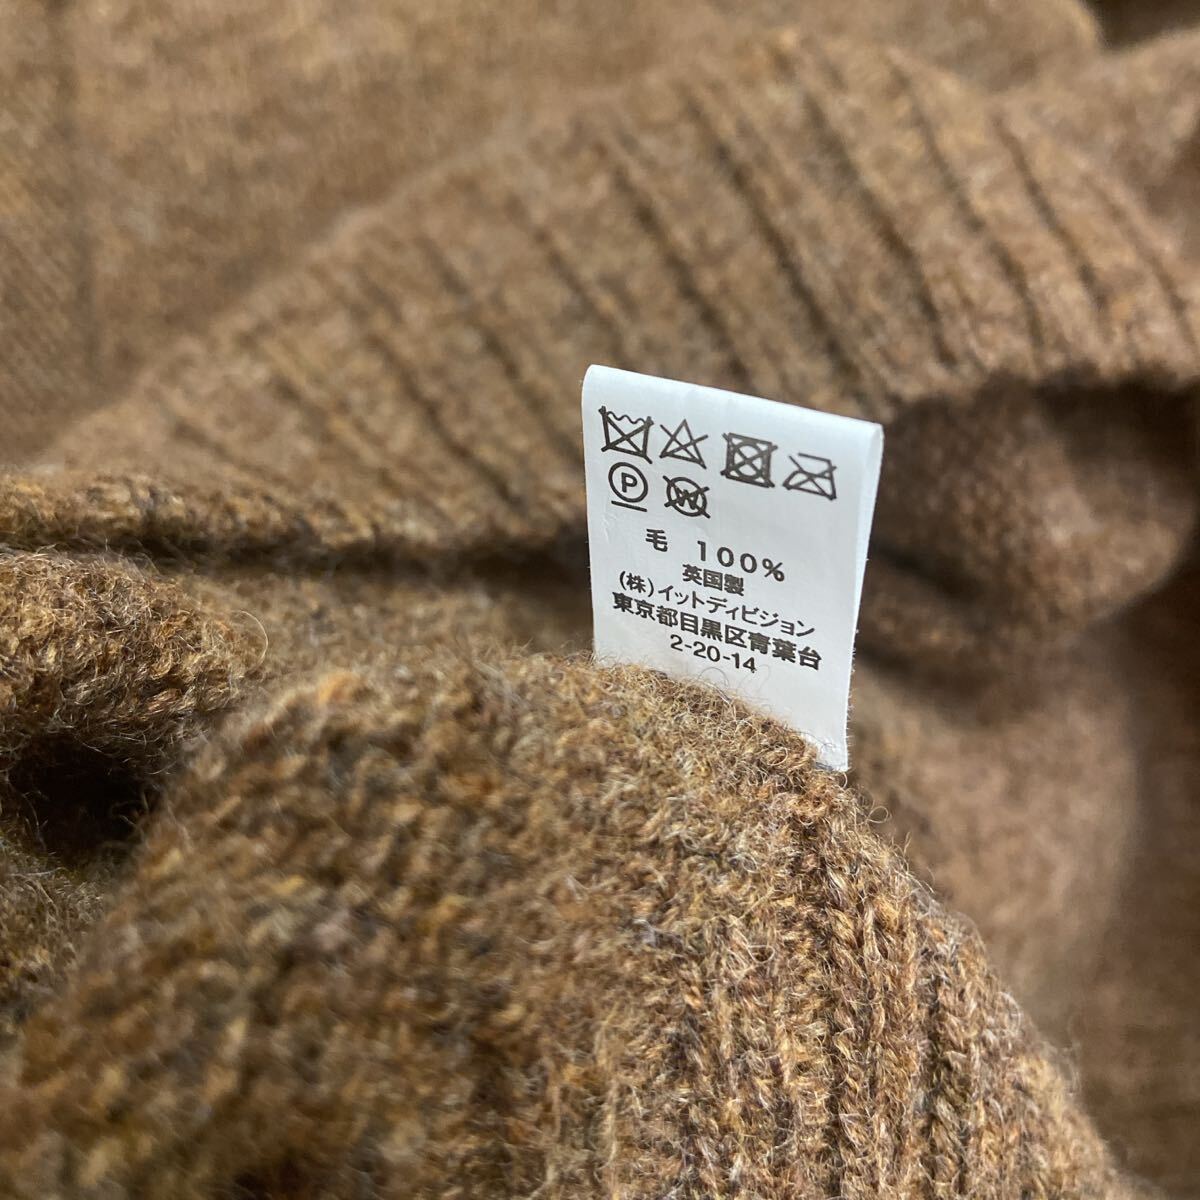 P W
毛 100%
英国製
(株)イットディビジョン
東京都目黒区青葉台
2-20-14